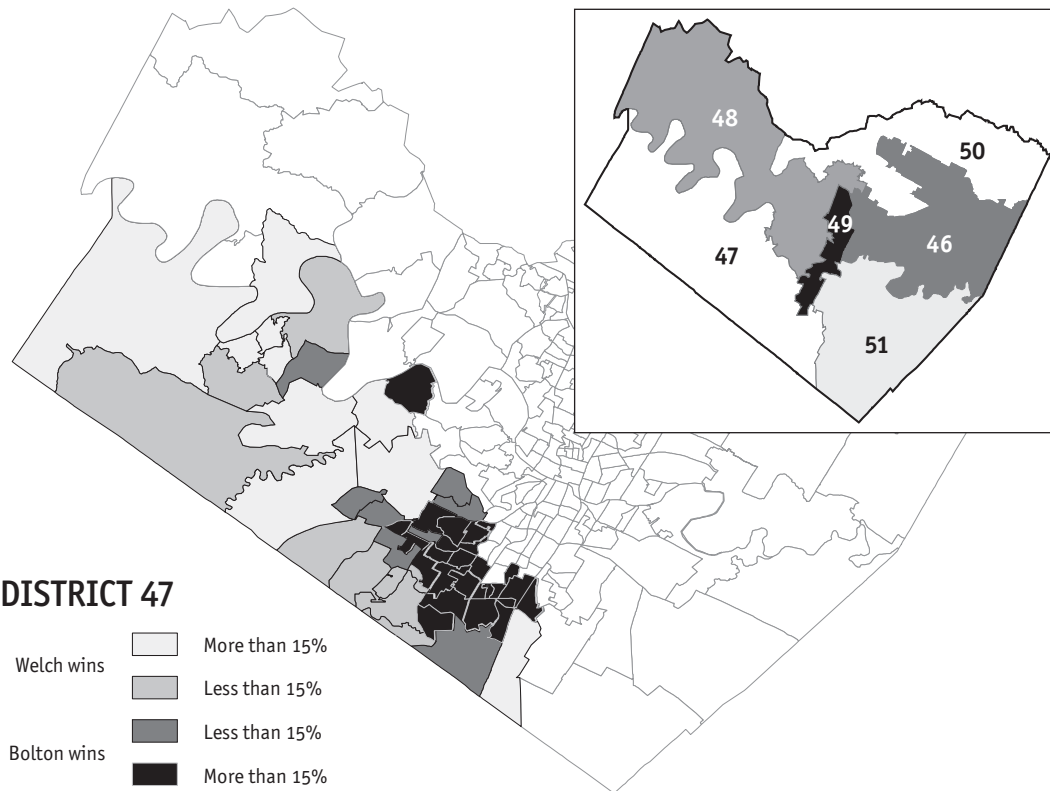 48
50
49
46
47
51
DISTRICT 47
Welch wins
More than 15%
Less than 15%
Bolton wins
Less than 15%
More than 15%